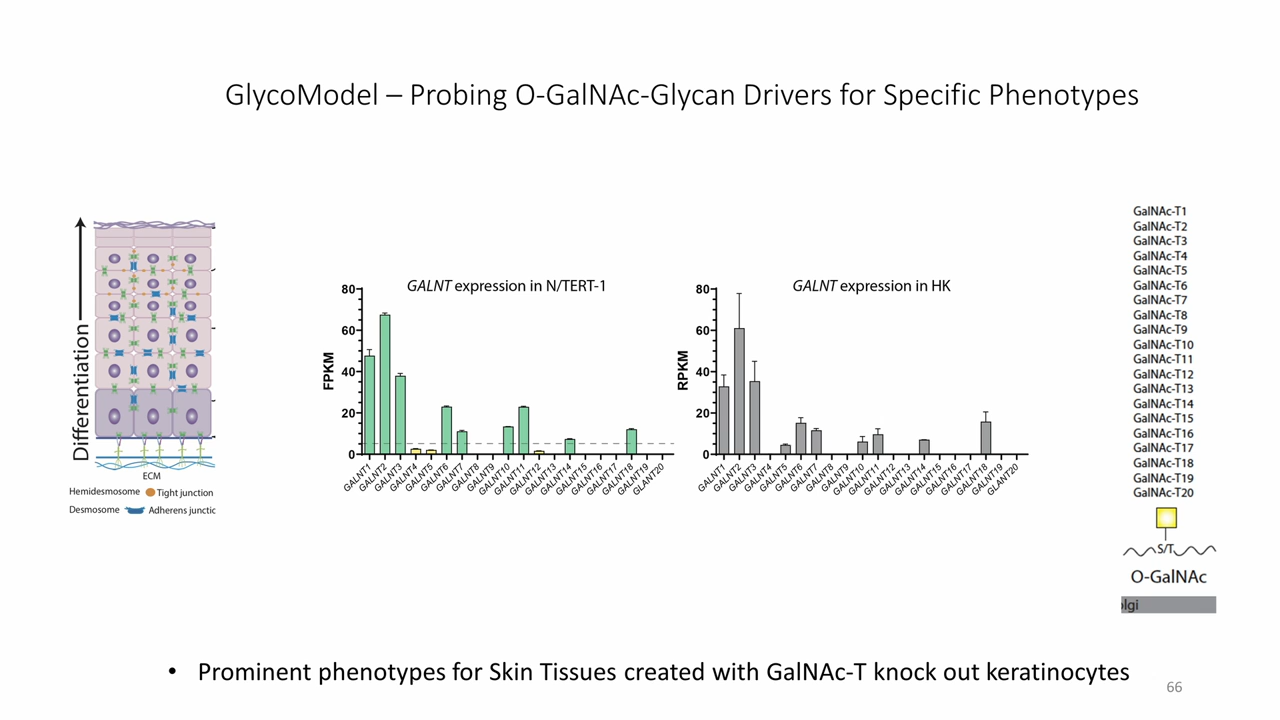 GlycoModel – Probing O-GalNAc-Glycan Drivers for Specific Phenotypes
Differentiation
ECM
Hemidesmosome Tight junction
Desmosome Adherens junctic
GALNT expression in N/TERT-1
FPKM
80
60
40
20
0
GALNT1
GALNT2
GALNT3
GALNT4
GALNT5
GALNT6
GALNT7
GALNT8
GALNT9
GALNT10
GALNT11
GALNT12
GALNT13
GALNT14
GALNT15
GALNT16
GALNT17
GALNT18
GALNT19
GLANT20
GALNT expression in HK
RPKM
80
60
40
20
0
GALNT1
GALNT2
GALNT3
GALNT4
GALNT5
GALNT6
GALNT7
GALNT8
GALNT9
GALNT10
GALNT11
GALNT12
GALNT13
GALNT14
GALNT15
GALNT16
GALNT17
GALNT18
GALNT19
GLANT20
GalNAc-T1
GalNAc-T2
GalNAc-T3
GalNAc-T4
GalNAc-T5
GalNAc-T6
GalNAc-T7
GalNAc-T8
GalNAc-T9
GalNAc-T10
GalNAc-T11
GalNAc-T12
GalNAc-T13
GalNAc-T14
GalNAc-T15
GalNAc-T16
GalNAc-T17
GalNAc-T18
GalNAc-T19
GalNAc-T20
S/T
O-GalNAc
olgi
• Prominent phenotypes for Skin Tissues created with GalNAc-T knock out keratinocytes
66